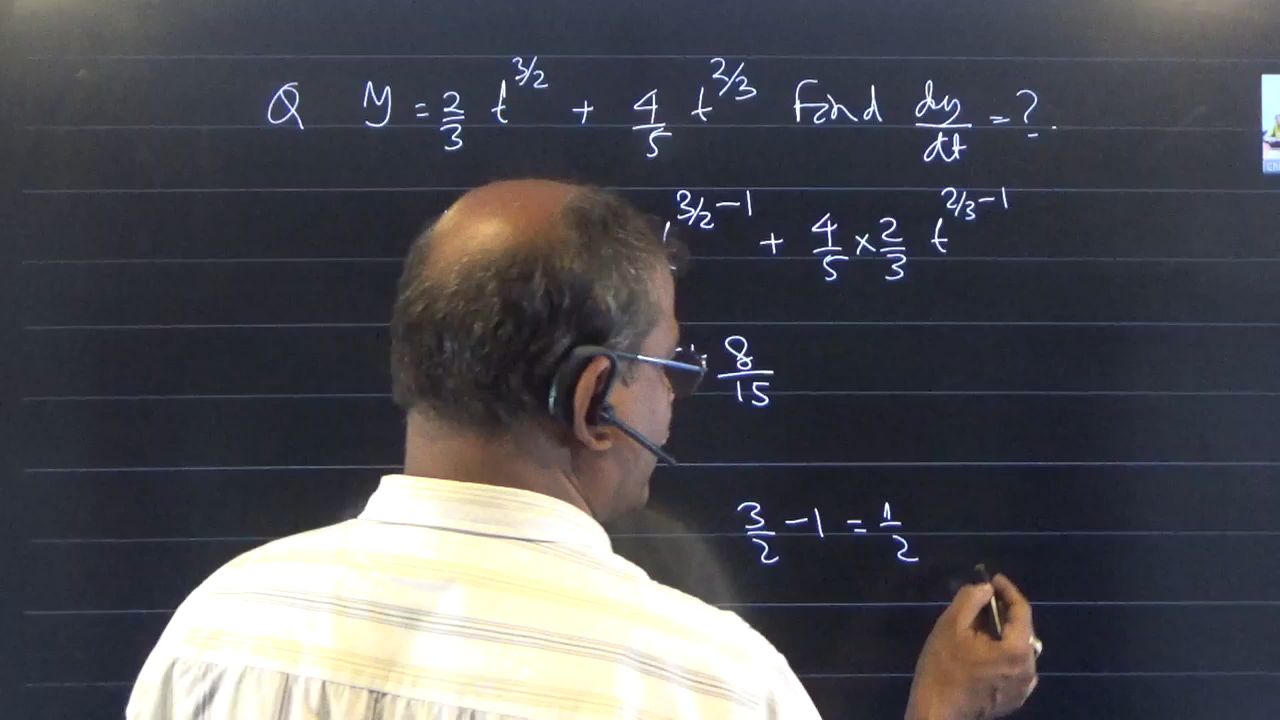 Q y = 2/3 t^3/2 + 4/5 t^2/3 Find dy/dt = ?
3/2 - 1 + 4/5 × 2/3 t^2/3 - 1
8/15
3/2 - 1 = 1/2